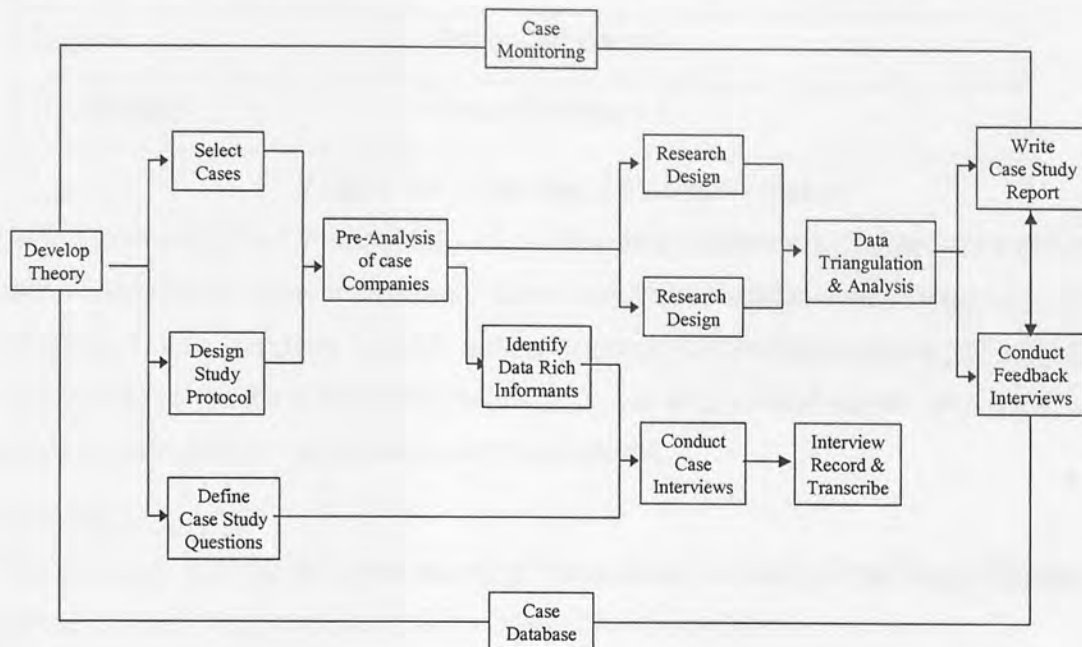 Case
Monitoring
Select
Cases
Research
Design
Write
Case Study
Report
Develop
Theory
Pre-Analysis
of case
Companies
Data
Triangulation
& Analysis
Research
Design
Design
Study
Protocol
Identify
Data Rich
Informants
Conduct
Feedback
Interviews
Conduct
Case
Interviews
Interview
Record &
Transcribe
Define
Case Study
Questions
Case
Database